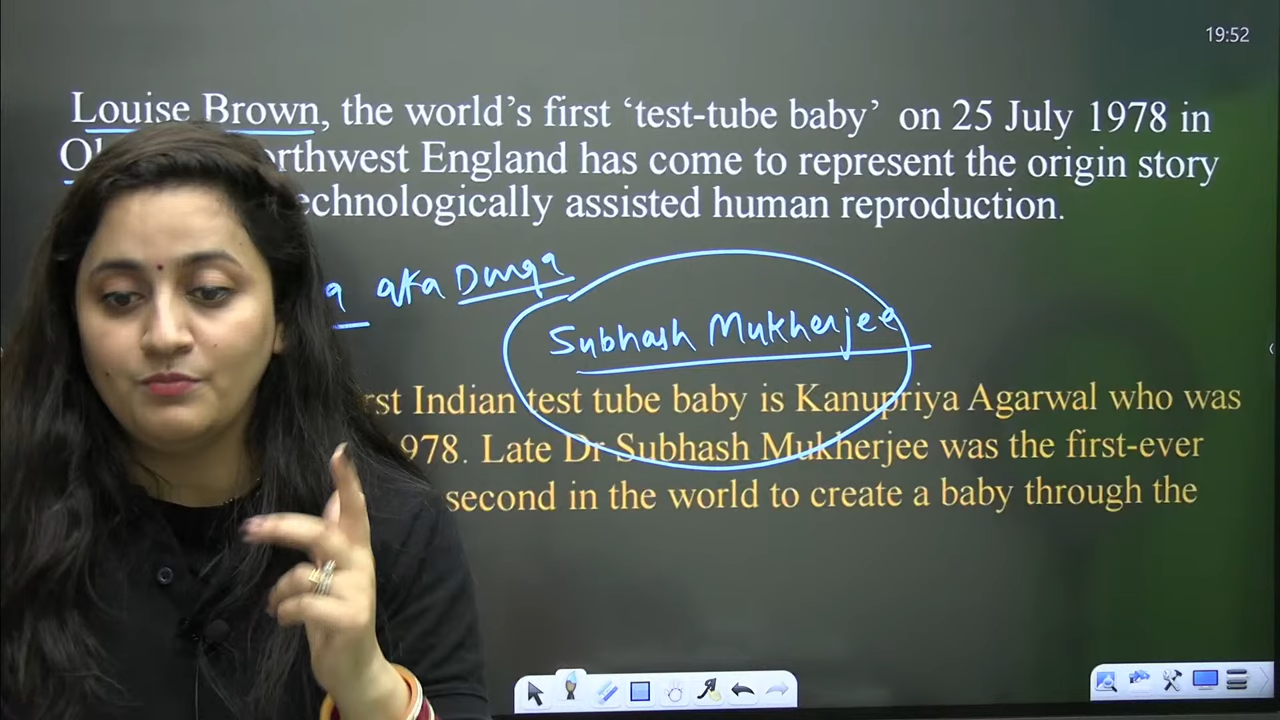 19:52
Louise Brown, the world's first 'test-tube baby' on 25 July 1978 in
England has come to represent the origin story
assisted human reproduction.
aka Durga
Subhash Mukherjee
Indian test tube baby is Kanupriya Agarwal who was
978. Late Dr Subhash Mukherjee was the first-ever
second in the world to create a baby through the